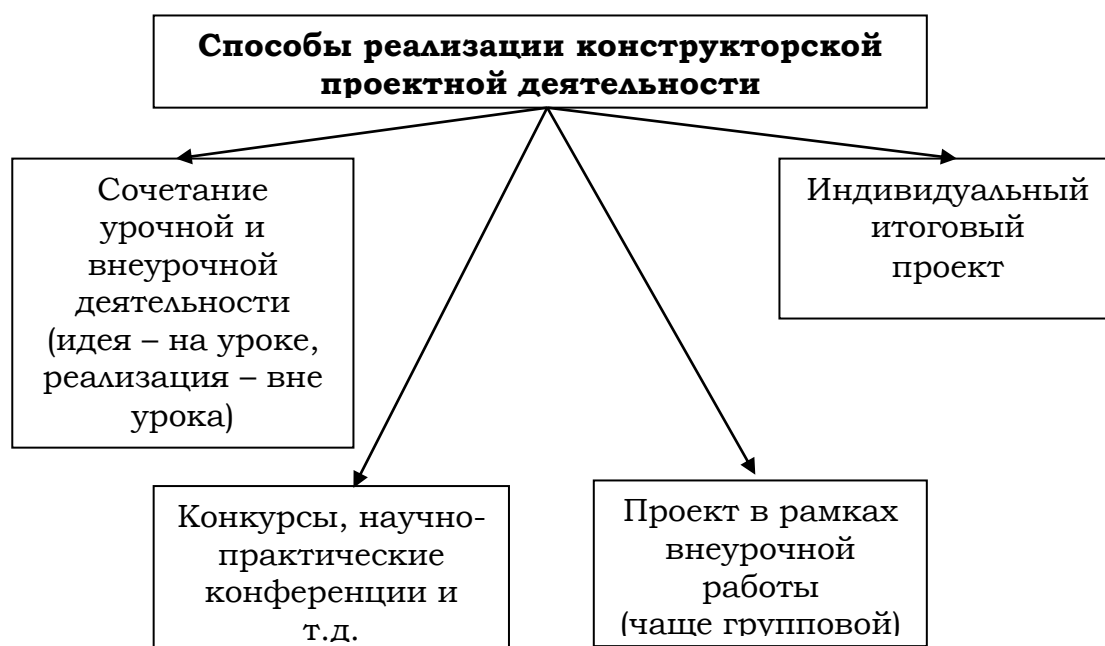 Способы реализации конструкторской
проектной деятельности
Сочетание
урочной и
внеурочной
деятельности
(идея – на уроке,
реализация – вне
урока)
Индивидуальный
итоговый
проект
Конкурсы, научно-
практические
конференции и
т.д.
Проект в рамках
внеурочной
работы
(чаще групповой)